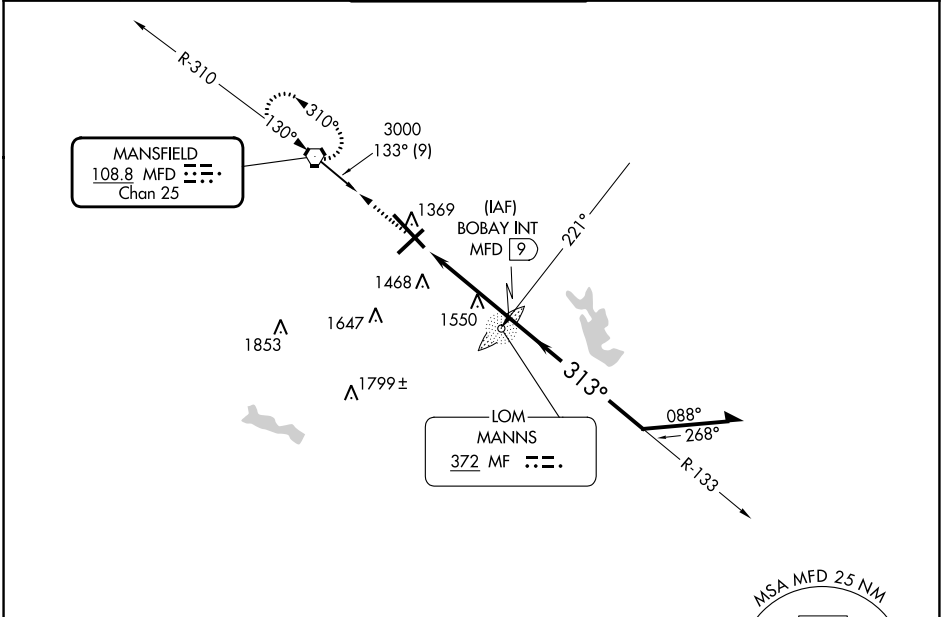 R-310
310°
130°
3000
133° (9)
MANSFIELD
108.8 MFD
Chan 25
1369
(IAF)
BOBAY INT
MFD 9
221°
1468
1550
1647
1853
1799±
313°
LOM
MANNS
372 MF
088°
268°
R-133
MSA MFD 25 NM